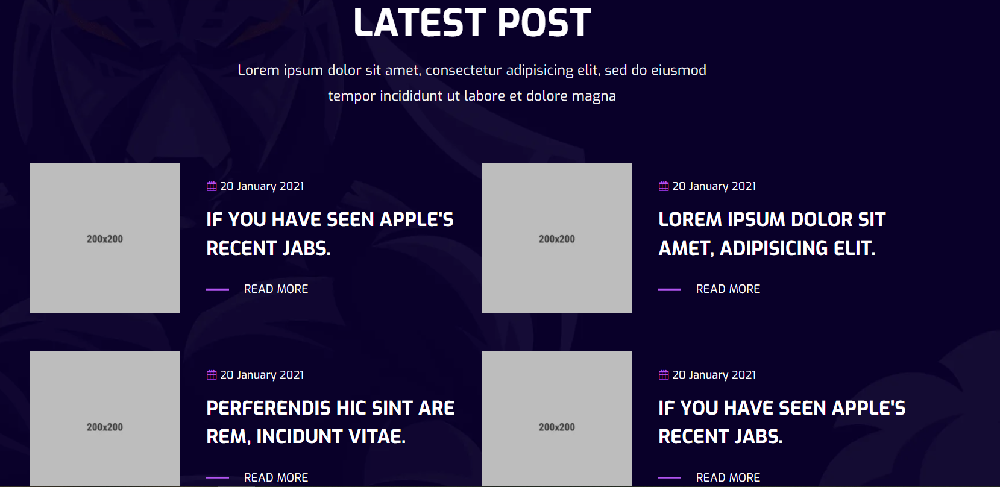 LATEST POST
Lorem ipsum dolor sit amet, consectetur adipisicing elit, sed do eiusmod
tempor incididunt ut labore et dolore magna
200x200
20 January 2021
IF YOU HAVE SEEN APPLE'S
RECENT JABS.
READ MORE
200x200
20 January 2021
LOREM IPSUM DOLOR SIT
AMET, ADIPISICING ELIT.
READ MORE
200x200
20 January 2021
PERFERENDIS HIC SINT ARE
REM, INCIDUNT VITAE.
READ MORE
200x200
20 January 2021
IF YOU HAVE SEEN APPLE'S
RECENT JABS.
READ MORE